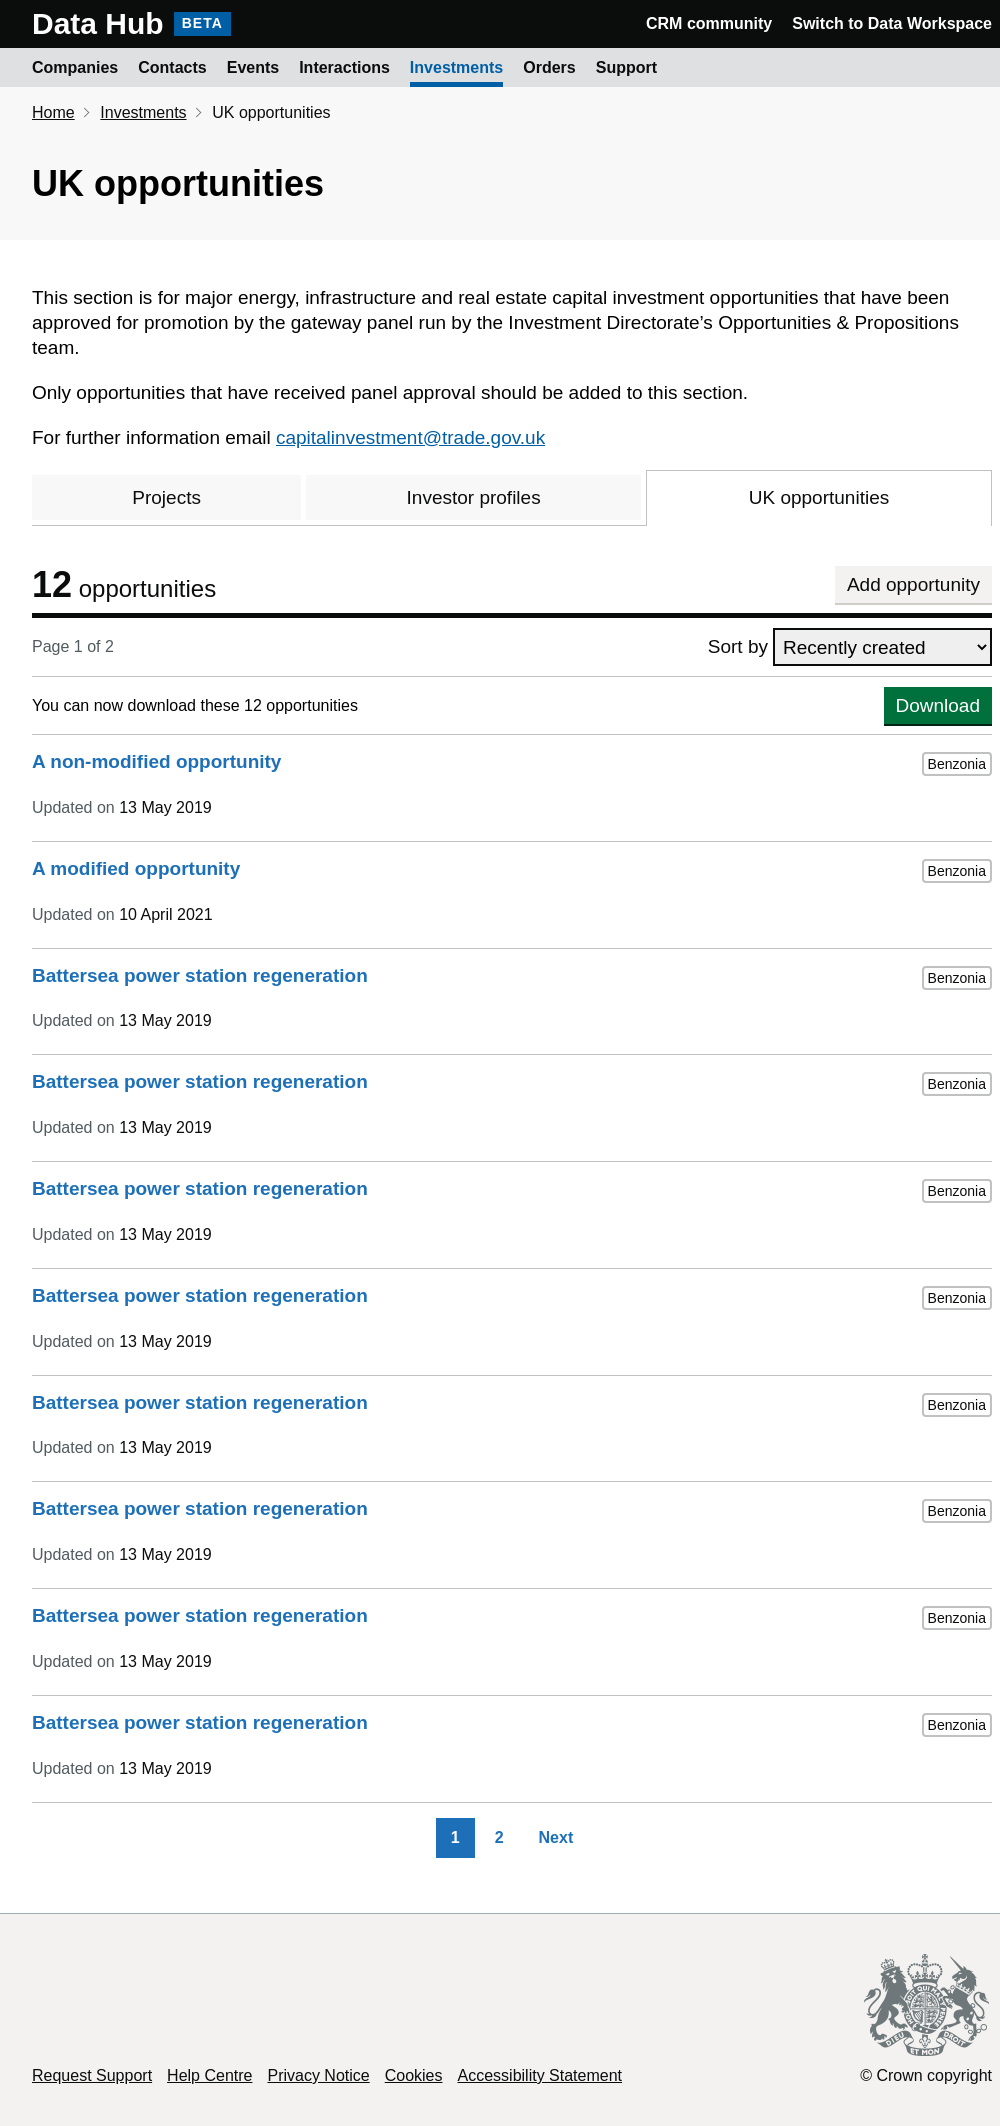 Data Hub BETA CRM community Switch to Data Workspace
Companies Contacts Events Interactions Investments Orders Support
Home Investments UK opportunities
UK opportunities
This section is for major energy, infrastructure and real estate capital investment opportunities that have been
approved for promotion by the gateway panel run by the Investment Directorate’s Opportunities & Propositions
team.
Only opportunities that have received panel approval should be added to this section.
For further information email capitalinvestment@trade.gov.uk
Projects Investor profiles UK opportunities
12 opportunities Add opportunity
Page 1 of 2 Sort by Recently created
You can now download these 12 opportunities Download
A non-modified opportunity Benzonia
Updated on 13 May 2019
A modified opportunity Benzonia
Updated on 10 April 2021
Battersea power station regeneration Benzonia
Updated on 13 May 2019
Battersea power station regeneration Benzonia
Updated on 13 May 2019
Battersea power station regeneration Benzonia
Updated on 13 May 2019
Battersea power station regeneration Benzonia
Updated on 13 May 2019
Battersea power station regeneration Benzonia
Updated on 13 May 2019
Battersea power station regeneration Benzonia
Updated on 13 May 2019
Battersea power station regeneration Benzonia
Updated on 13 May 2019
Battersea power station regeneration Benzonia
Updated on 13 May 2019
1 2 Next
DIEU ET MON DROIT
Request Support Help Centre Privacy Notice Cookies Accessibility Statement © Crown copyright